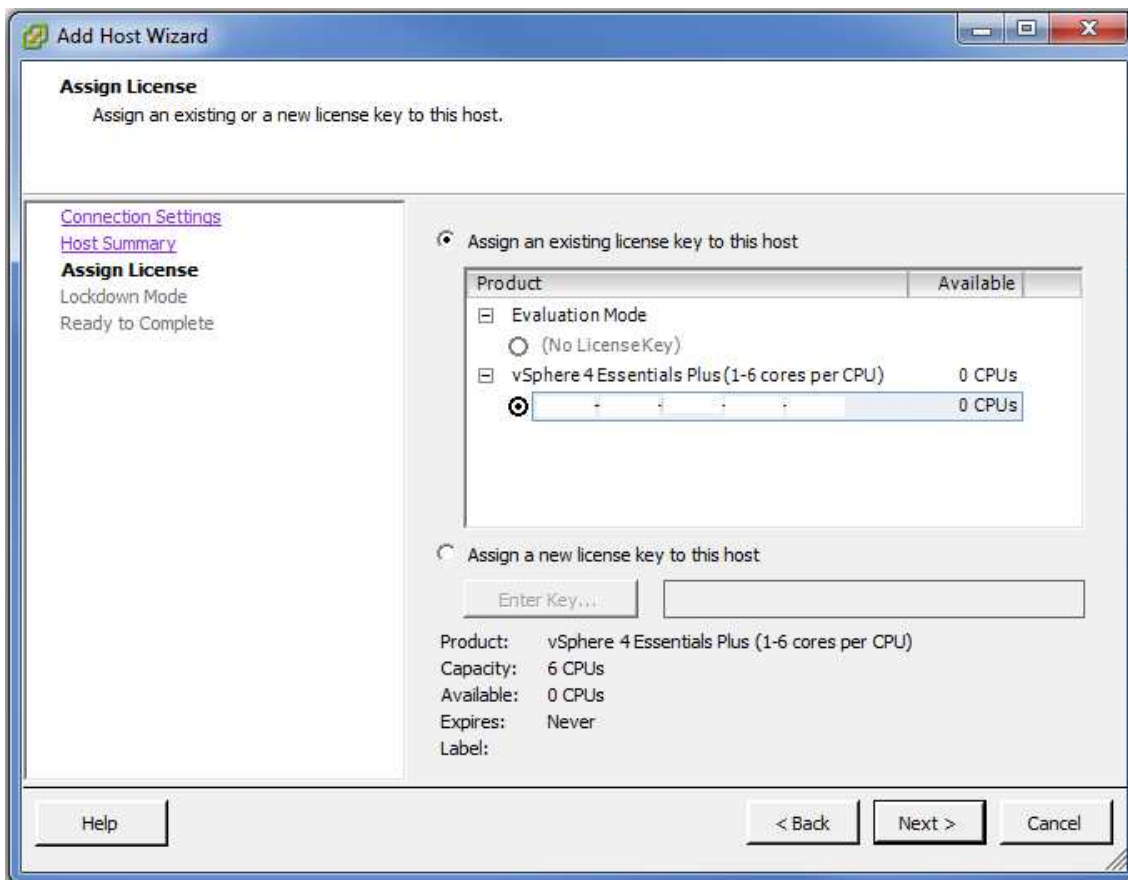 Add Host Wizard
Assign License
Assign an existing or a new license key to this host.
Connection Settings
Host Summary
Assign License
Lockdown Mode
Ready to Complete
Assign an existing license key to this host
Product Available
Evaluation Mode
(No License Key)
vSphere 4 Essentials Plus (1-6 cores per CPU) 0 CPUs
- - - - 0 CPUs
Assign a new license key to this host
Enter Key...
Product: vSphere 4 Essentials Plus (1-6 cores per CPU)
Capacity: 6 CPUs
Available: 0 CPUs
Expires: Never
Label:
Help < Back Next > Cancel